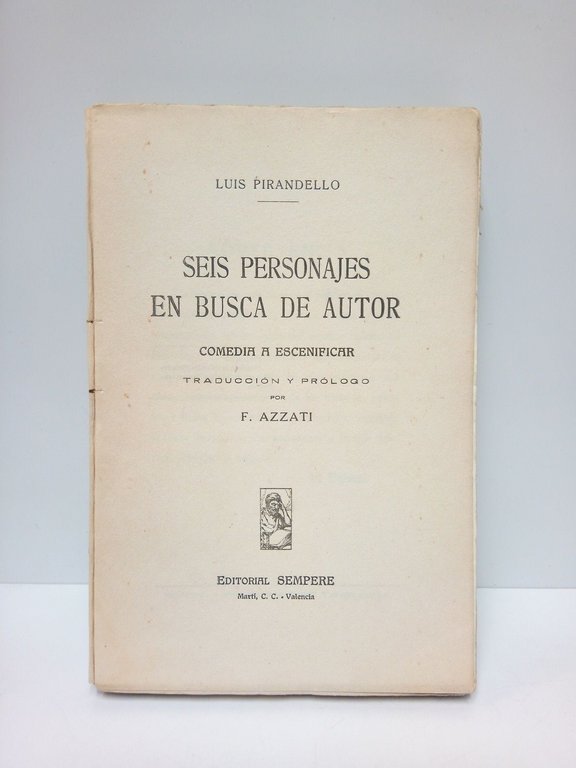 LUIS PIRANDELLO
SEIS PERSONAJES
EN BUSCA DE AUTOR
COMEDIA A ESCENIFICAR
TRADUCCIÓN Y PRÓLOGO
POR
F. AZZATI
EDITORIAL SEMPERE
Martí, C. C. - Valencia